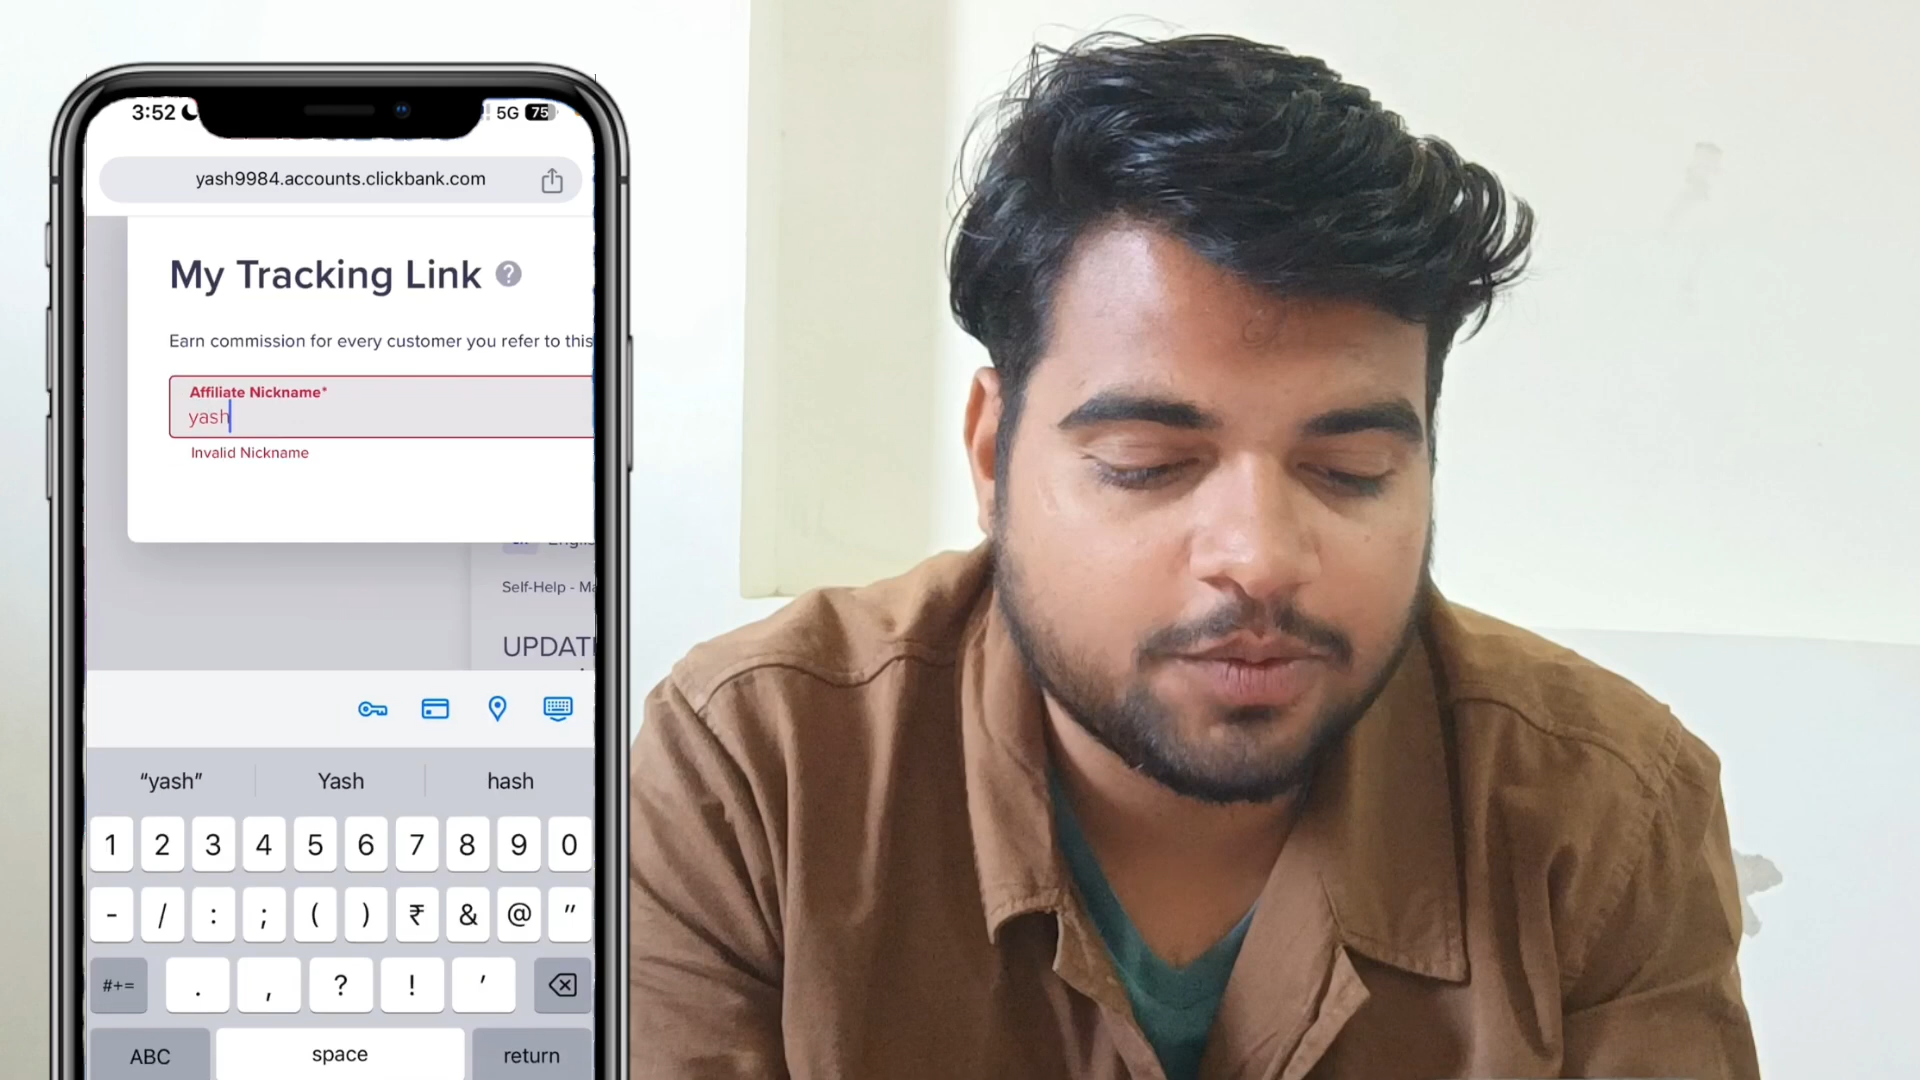 3:52
5G 75
yash9984.accounts.clickbank.com
My Tracking Link ?
Earn commission for every customer you refer to this
Affiliate Nickname*
yash
Invalid Nickname
Self-Help - Ma
UPDAT
“yash” Yash hash
1 2 3 4 5 6 7 8 9 0
- / : ; ( ) ₹ & @ "
#+= . , ? ! '
ABC space return